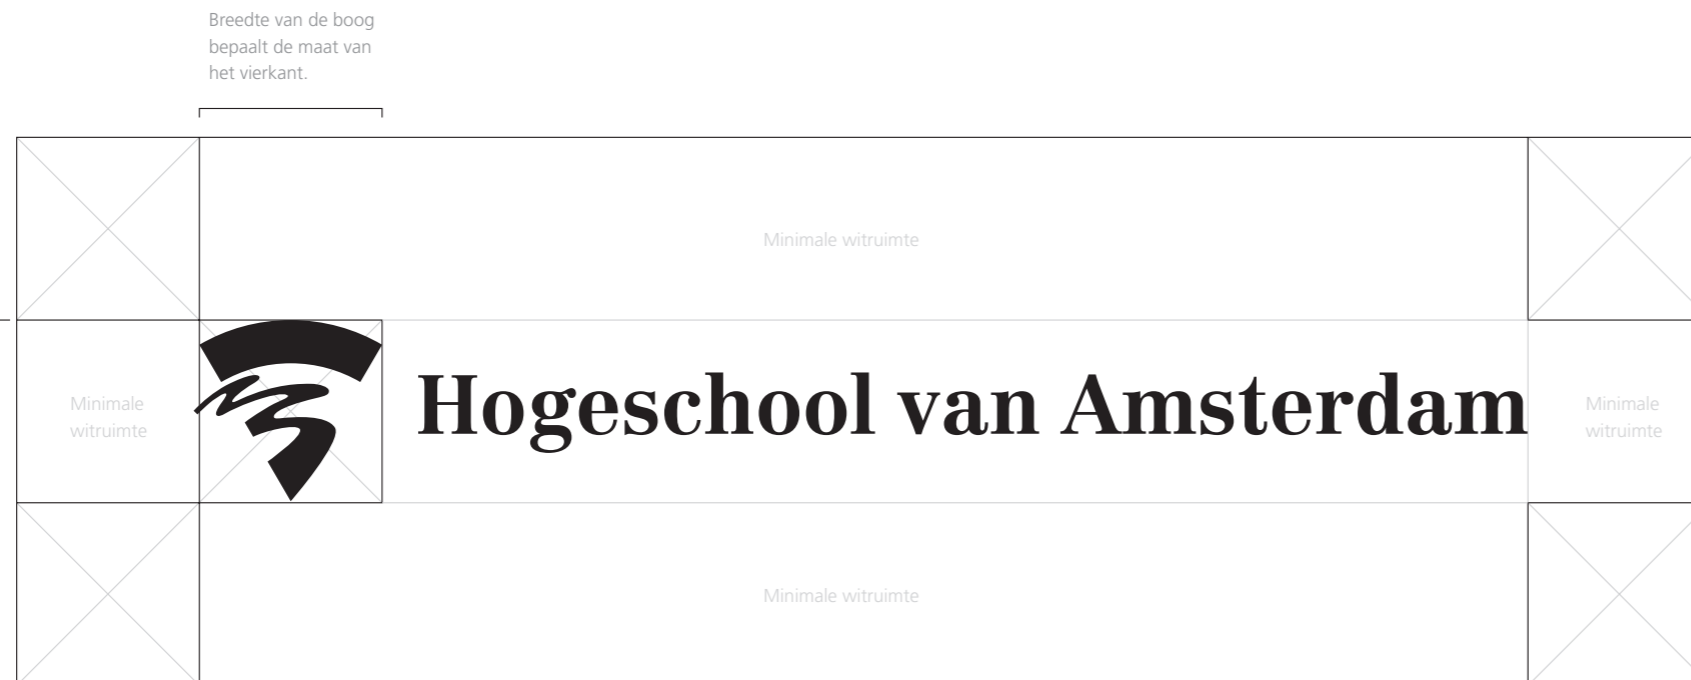 Breedte van de boog
bepaalt de maat van
het vierkant.
Minimale witruimte
Minimale
witruimte
Hogeschool van Amsterdam
Minimale
witruimte
Minimale witruimte